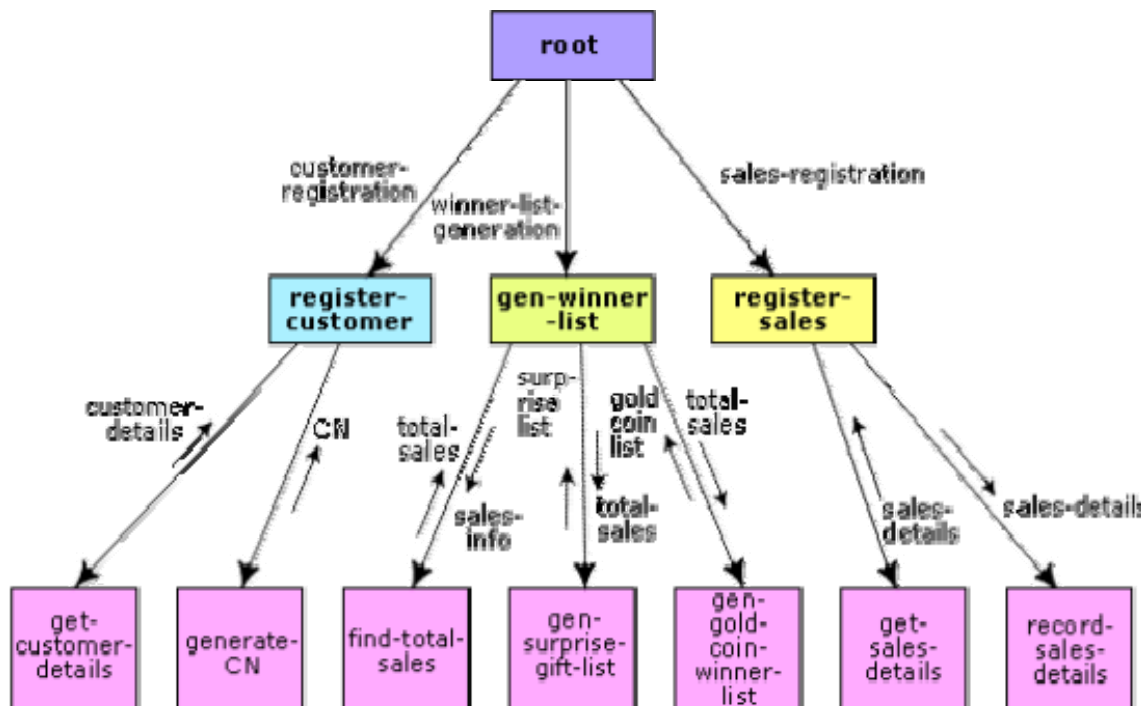 root
customer-
registration
winner-list-
generation
sales-registration
register-
customer
gen-winner
-list
register-
sales
customer-
details
CN
total-
sales
surp-
rise
list
gold
coin
list
total-
sales
sales-
info
total-
sales
sales-
details
sales-details
get-
customer-
details
generate-
CN
find-total-
sales
gen-
surprise-
gift-list
gen-
gold-
coin-
winner-
list
get-
sales-
details
record-
sales-
details